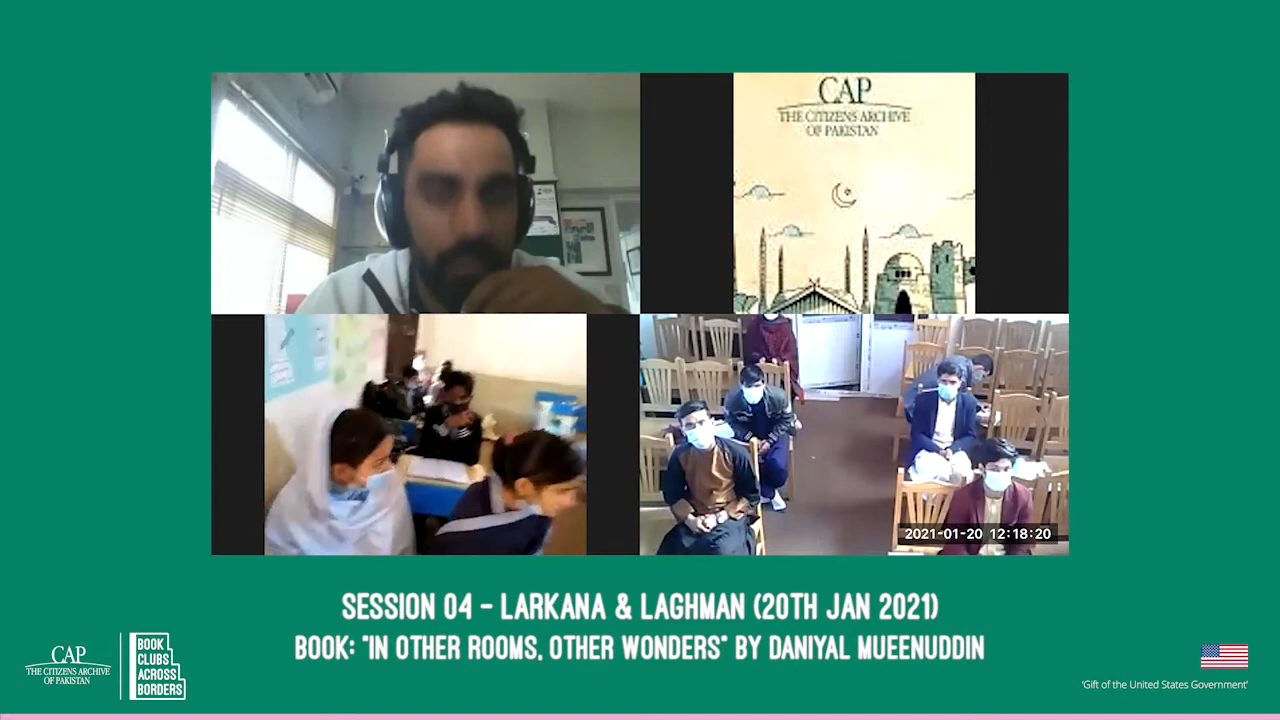 CAP
THE CITIZENS ARCHIVE
OF PAKISTAN
2021-01-20 12:18:20
SESSION 04 - LARKANA & LAGHMAN (20TH JAN 2021)
BOOK: "IN OTHER ROOMS, OTHER WONDERS" BY DANIYAL MUEENUDDIN
CAP
THE CITIZENS ARCHIVE
OF PAKISTAN
BOOK
CLUBS
ACROSS
BORDERS
'Gift of the United States Government'